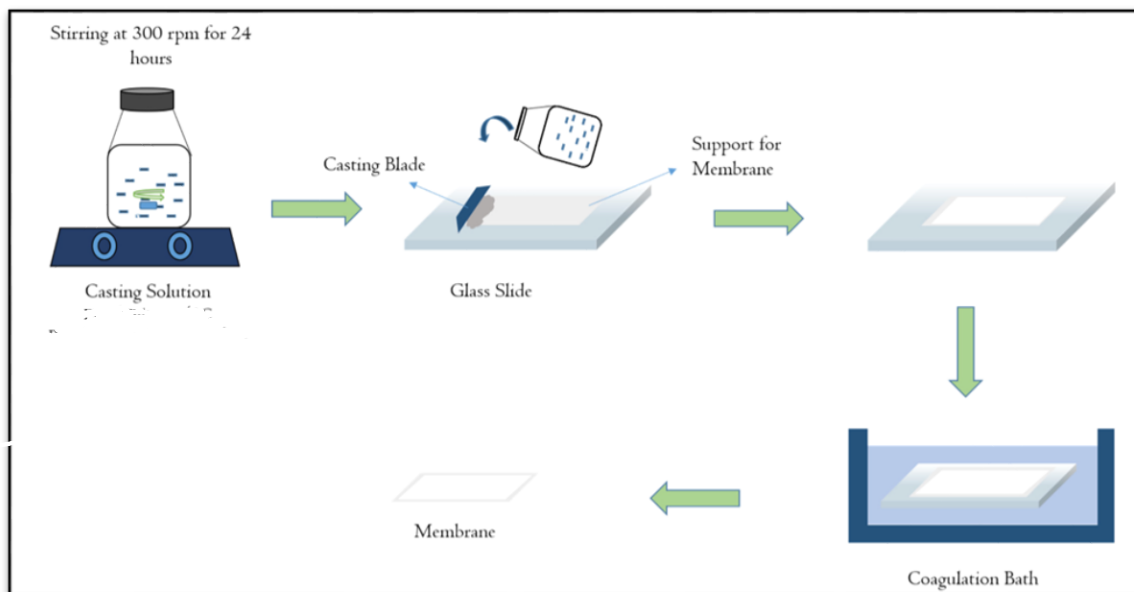 Stirring at 300 rpm for 24
hours
Casting Blade
Support for
Membrane
Casting Solution
Glass Slide
Membrane
Coagulation Bath